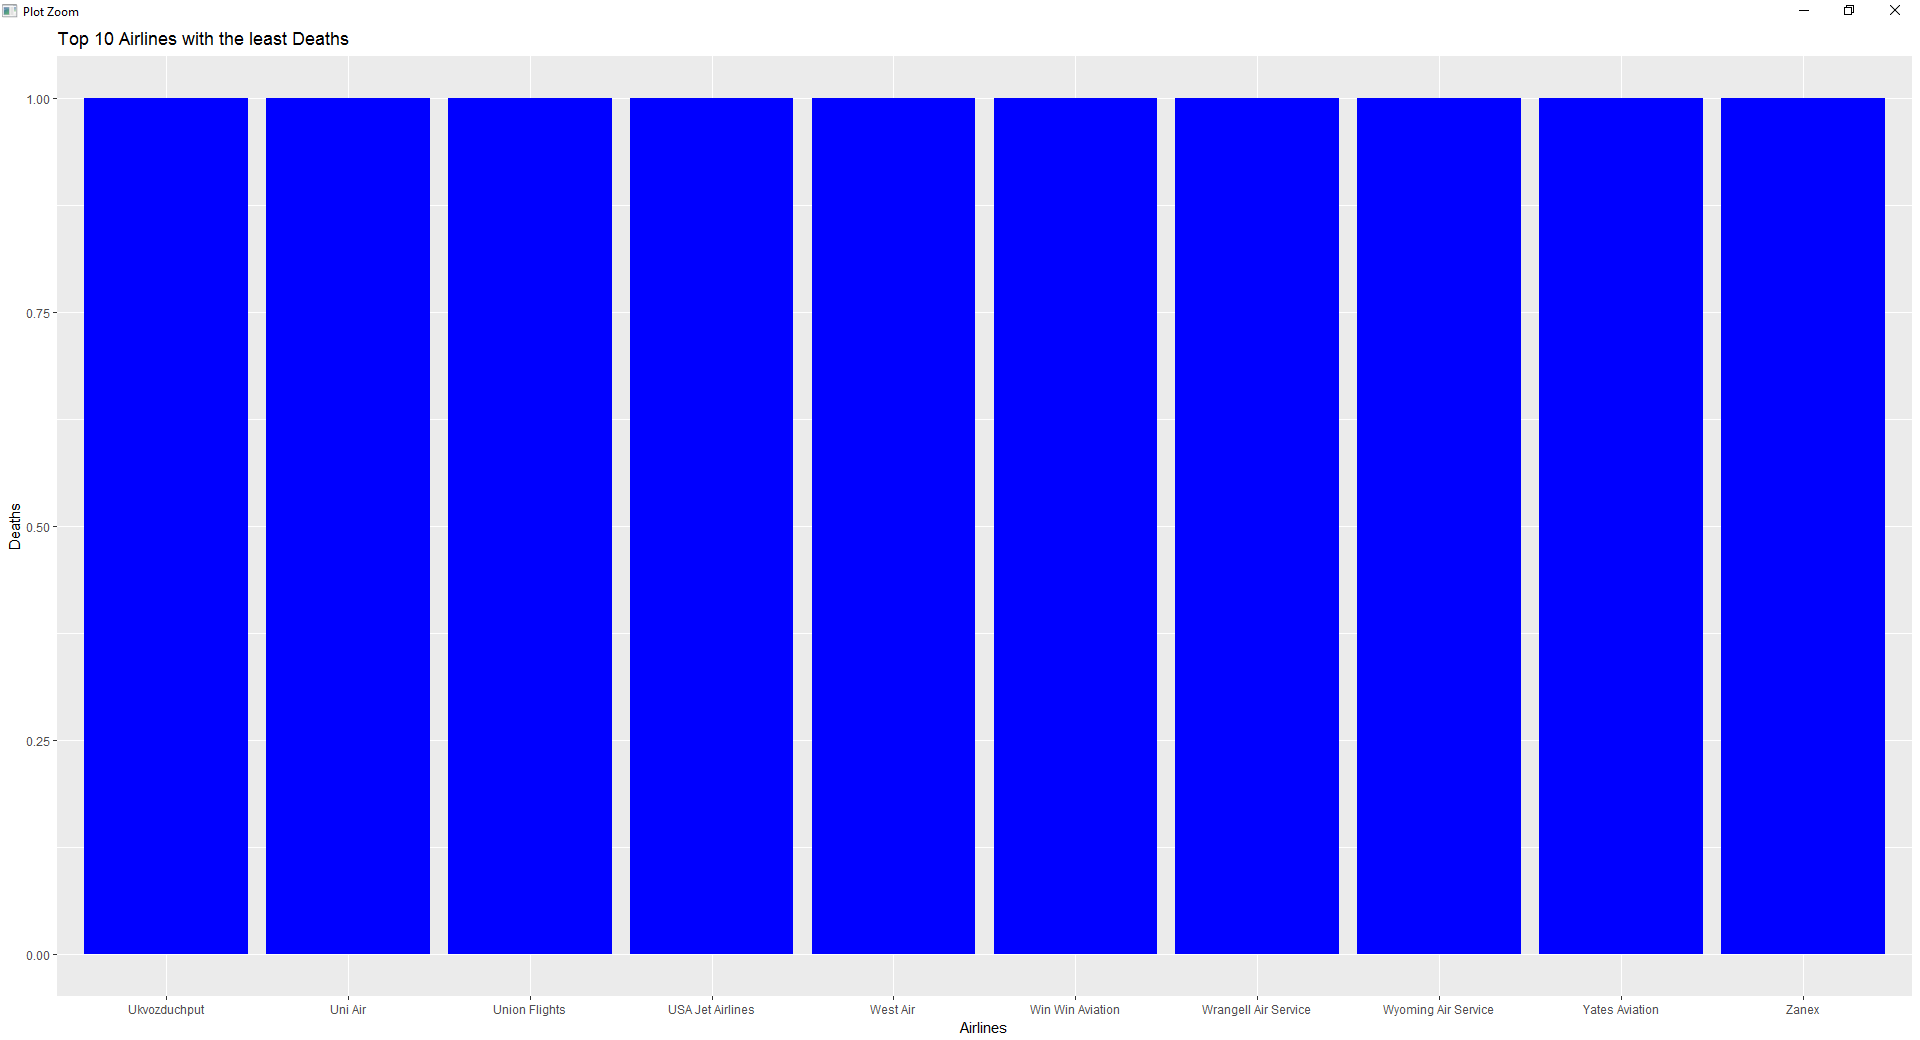 Plot Zoom
Top 10 Airlines with the least Deaths
1.00
0.75
0.50
0.25
0.00
Deaths
Ukvozduchput Uni Air Union Flights USA Jet Airlines West Air Win Win Aviation Wrangell Air Service Wyoming Air Service Yates Aviation Zanex
Airlines